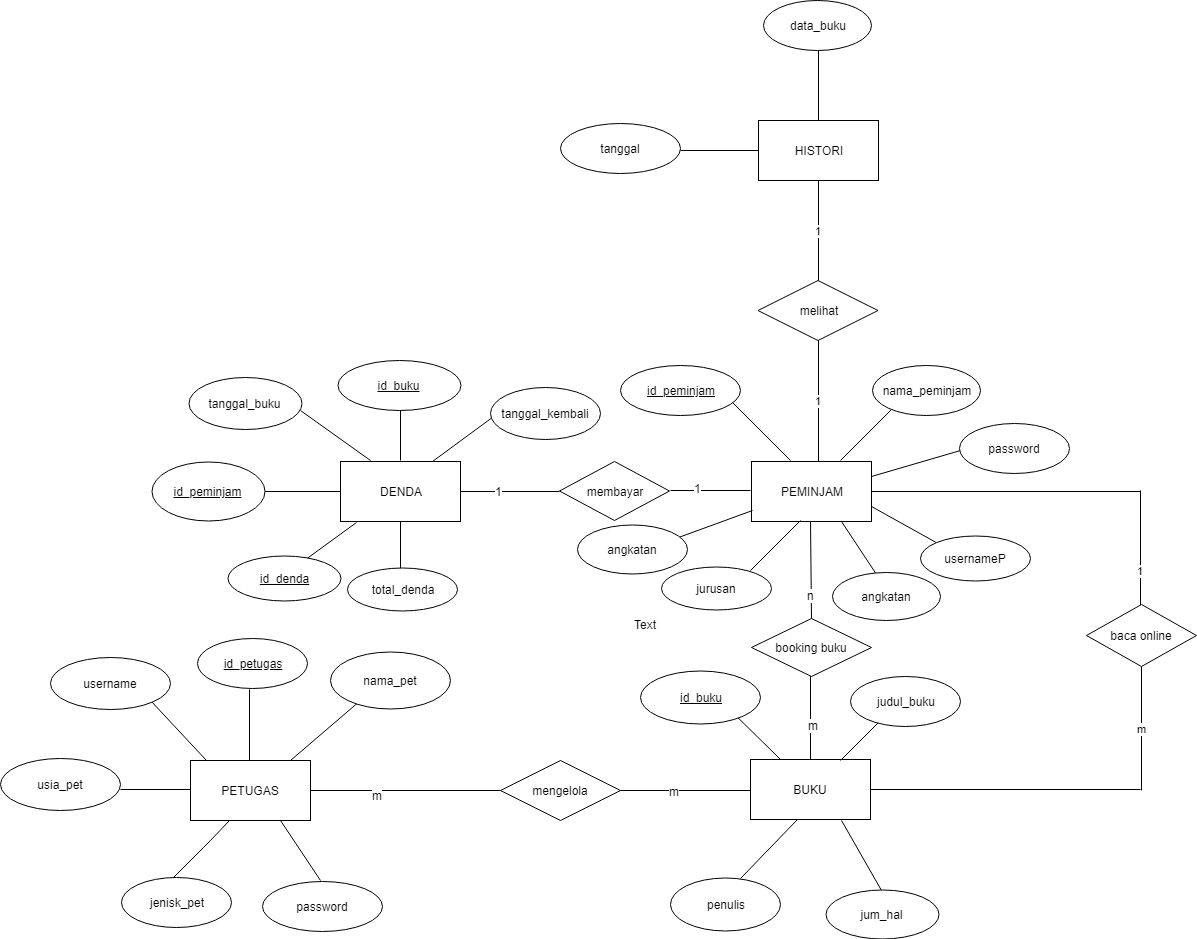 data_buku
tanggal
HISTORI
1
melihat
1
id_peminjam
nama_peminjam
password
id_buku
tanggal_buku
tanggal_kembali
id_peminjam
DENDA
1
membayar
1
PEMINJAM
angkatan
usernameP
id_denda
total_denda
jurusan
angkatan
n
1
Text
booking buku
baca online
id_petugas
username
nama_pet
id_buku
judul_buku
m
m
usia_pet
PETUGAS
m
mengelola
m
BUKU
jenisk_pet
password
penulis
jum_hal